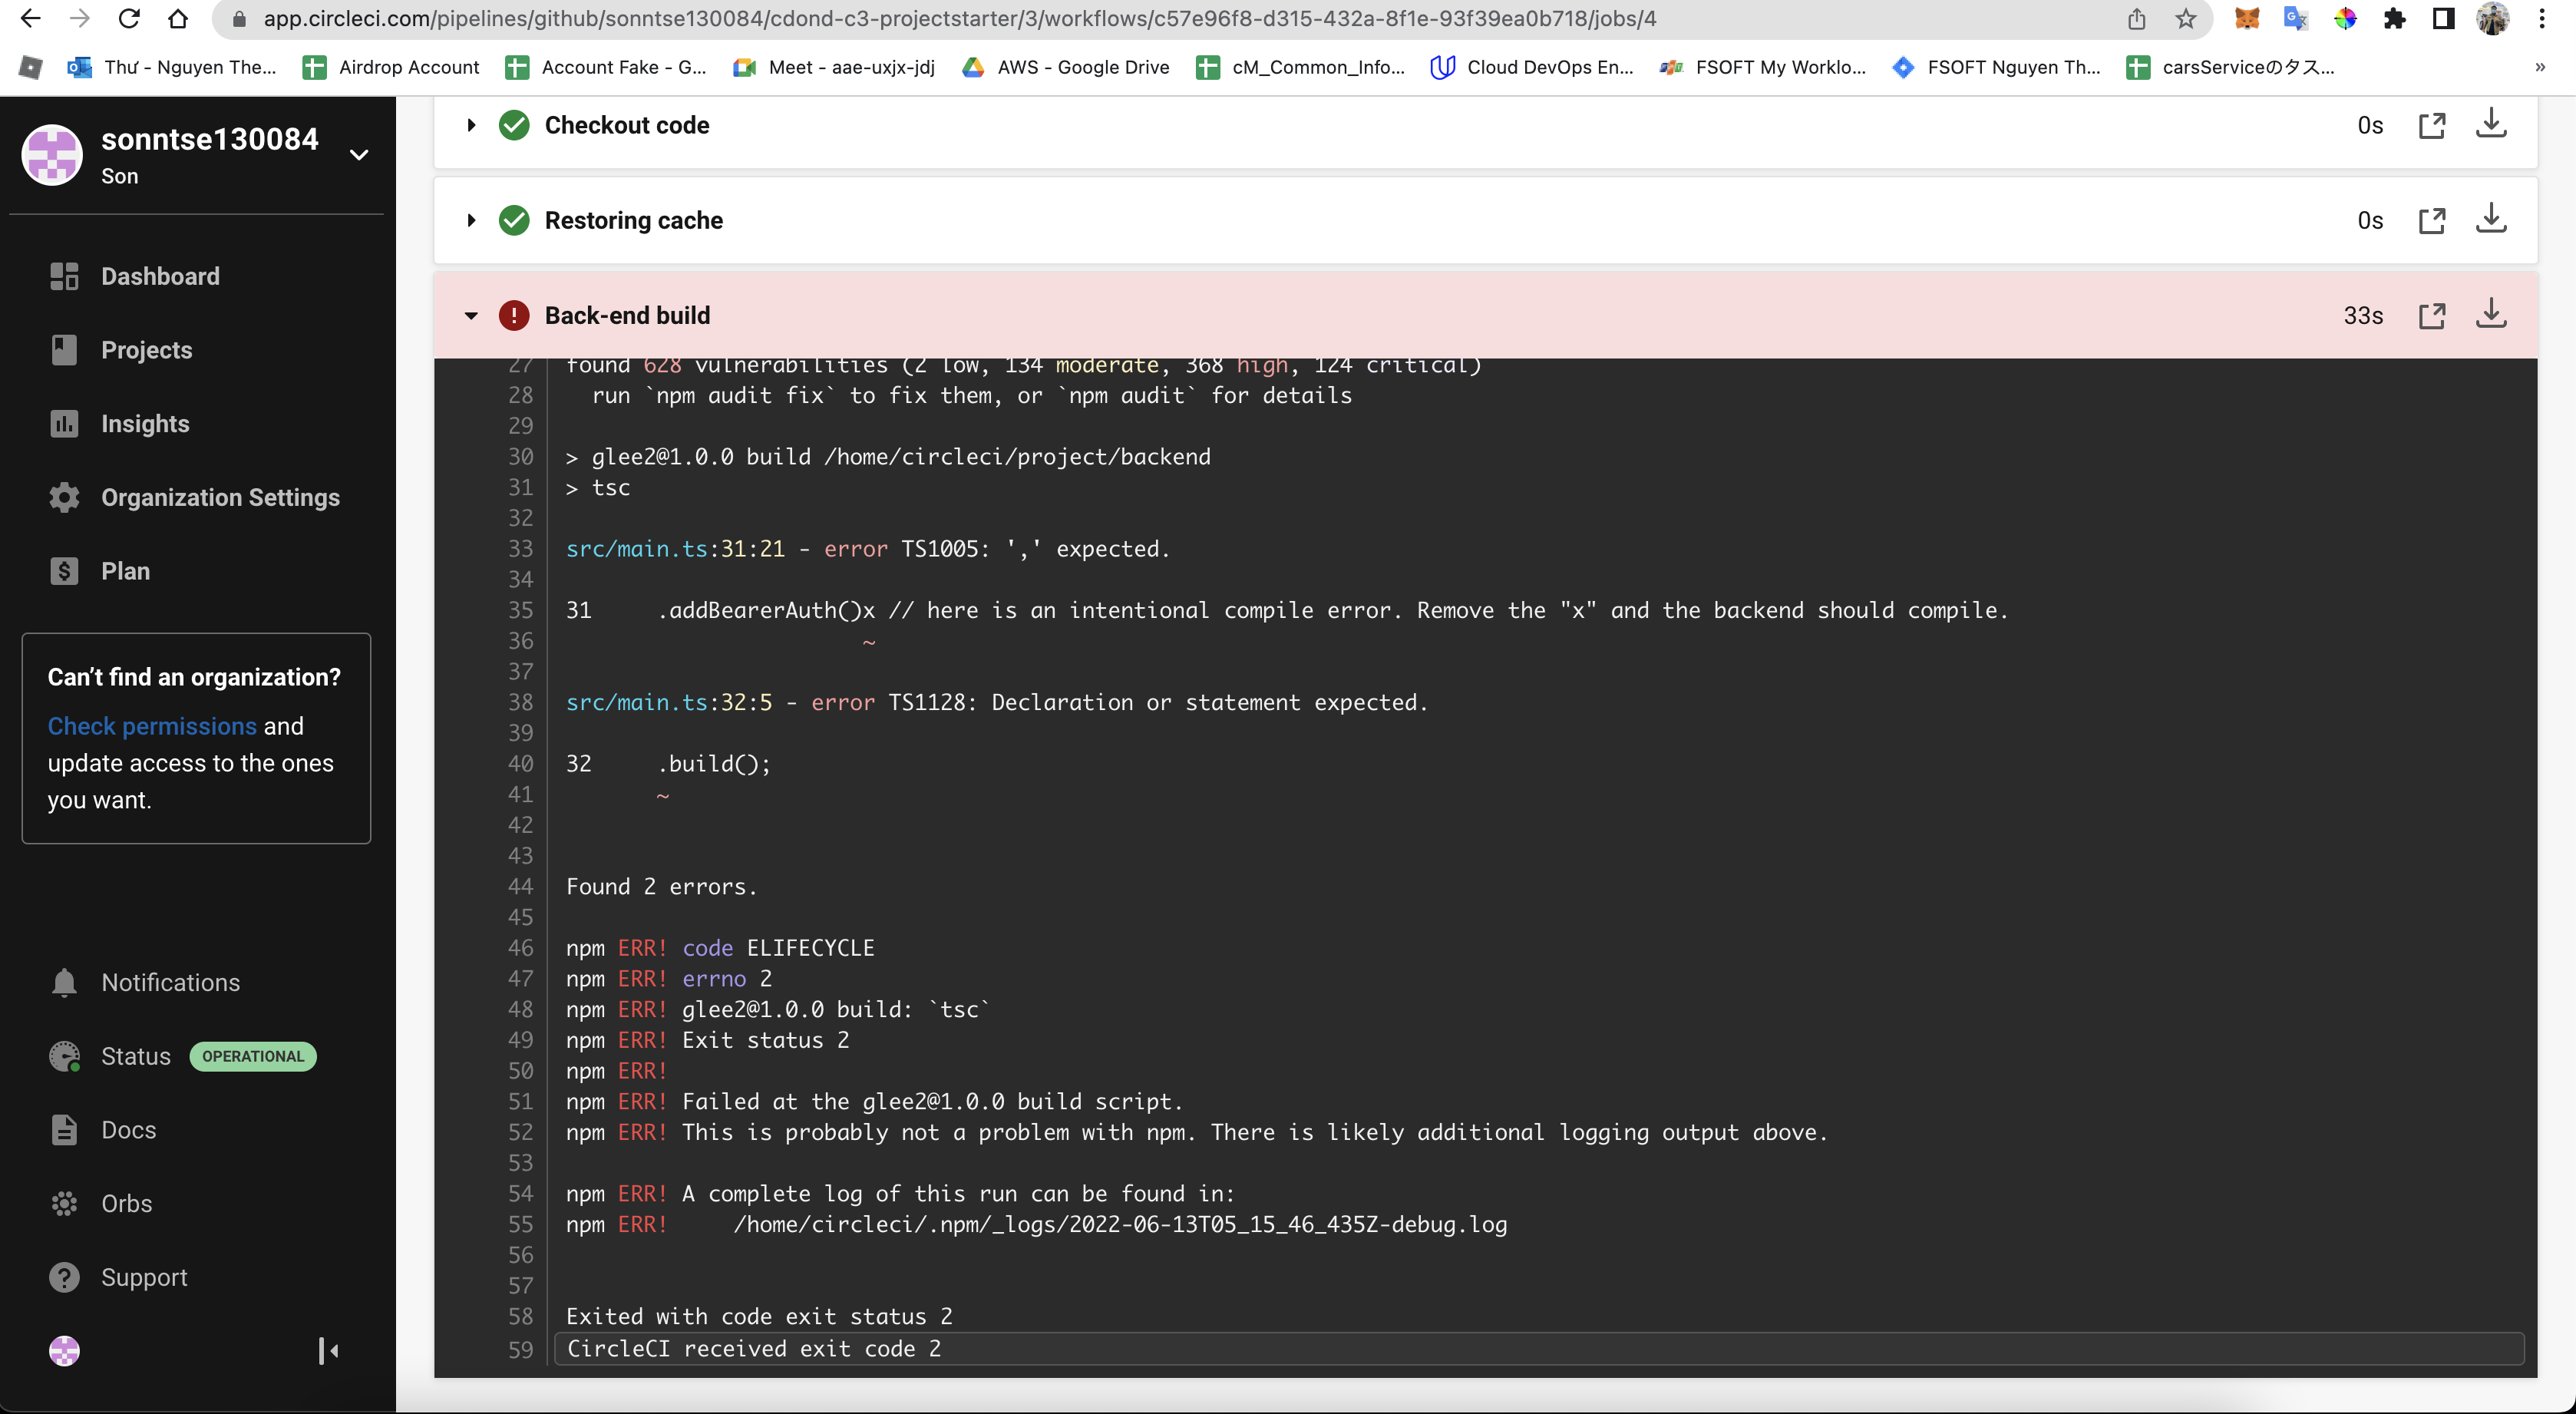 app.circleci.com/pipelines/github/sonntse130084/cdond-c3-projectstarter/3/workflows/c57e96f8-d315-432a-8f1e-93f39ea0b718/jobs/4
Thư - Nguyen The...
Airdrop Account
Account Fake - G...
Meet - aae-uxjx-jdj
AWS - Google Drive
cM_Common_Info...
Cloud DevOps En...
FSOFT My Worklo...
FSOFT Nguyen Th...
carsServiceのタス...
»
sonntse130084
Son
Dashboard
Projects
Insights
Organization Settings
Plan
Can't find an organization?
Check permissions and
update access to the ones
you want.
Notifications
Status OPERATIONAL
Docs
Orbs
Support
Checkout code 0s
Restoring cache 0s
Back-end build 33s
27 found 628 vulnerabilities (2 low, 134 moderate, 368 high, 124 critical)
28 run `npm audit fix` to fix them, or `npm audit` for details
29
30 > glee2@1.0.0 build /home/circleci/project/backend
31 > tsc
32
33 src/main.ts:31:21 - error TS1005: ',' expected.
34
35 31 .addBearerAuth()x // here is an intentional compile error. Remove the "x" and the backend should compile.
36 ~
37
38 src/main.ts:32:5 - error TS1128: Declaration or statement expected.
39
40 32 .build();
41 ~
42
43
44 Found 2 errors.
45
46 npm ERR! code ELIFECYCLE
47 npm ERR! errno 2
48 npm ERR! glee2@1.0.0 build: `tsc`
49 npm ERR! Exit status 2
50 npm ERR!
51 npm ERR! Failed at the glee2@1.0.0 build script.
52 npm ERR! This is probably not a problem with npm. There is likely additional logging output above.
53
54 npm ERR! A complete log of this run can be found in:
55 npm ERR! /home/circleci/.npm/_logs/2022-06-13T05_15_46_435Z-debug.log
56
57
58 Exited with code exit status 2
59 CircleCI received exit code 2